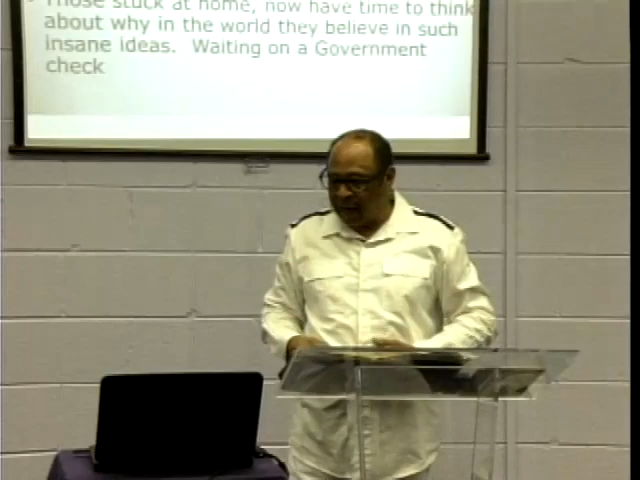 Those stuck at home, now have time to think
about why in the world they believe in such
insane ideas. Waiting on a Government
check